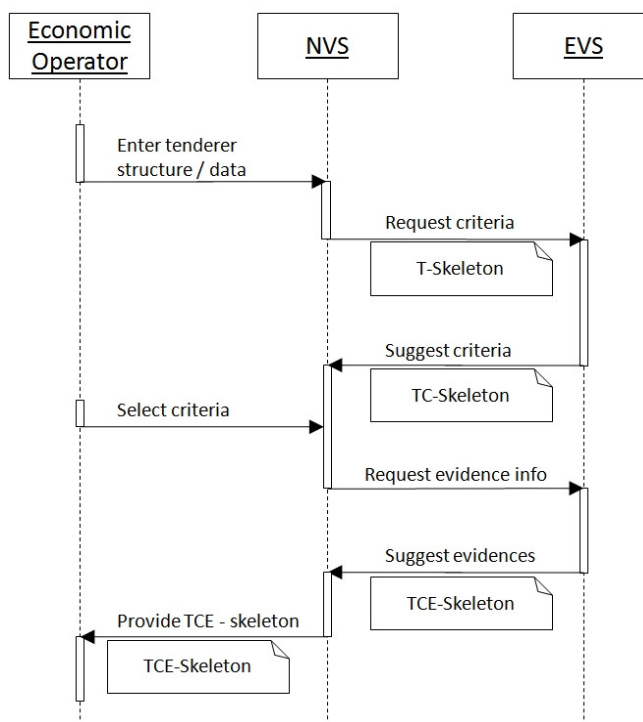 Economic
Operator
NVS
EVS
Enter tenderer
structure / data
Request criteria
T-Skeleton
Suggest criteria
TC-Skeleton
Select criteria
Request evidence info
Suggest evidences
TCE-Skeleton
Provide TCE - skeleton
TCE-Skeleton